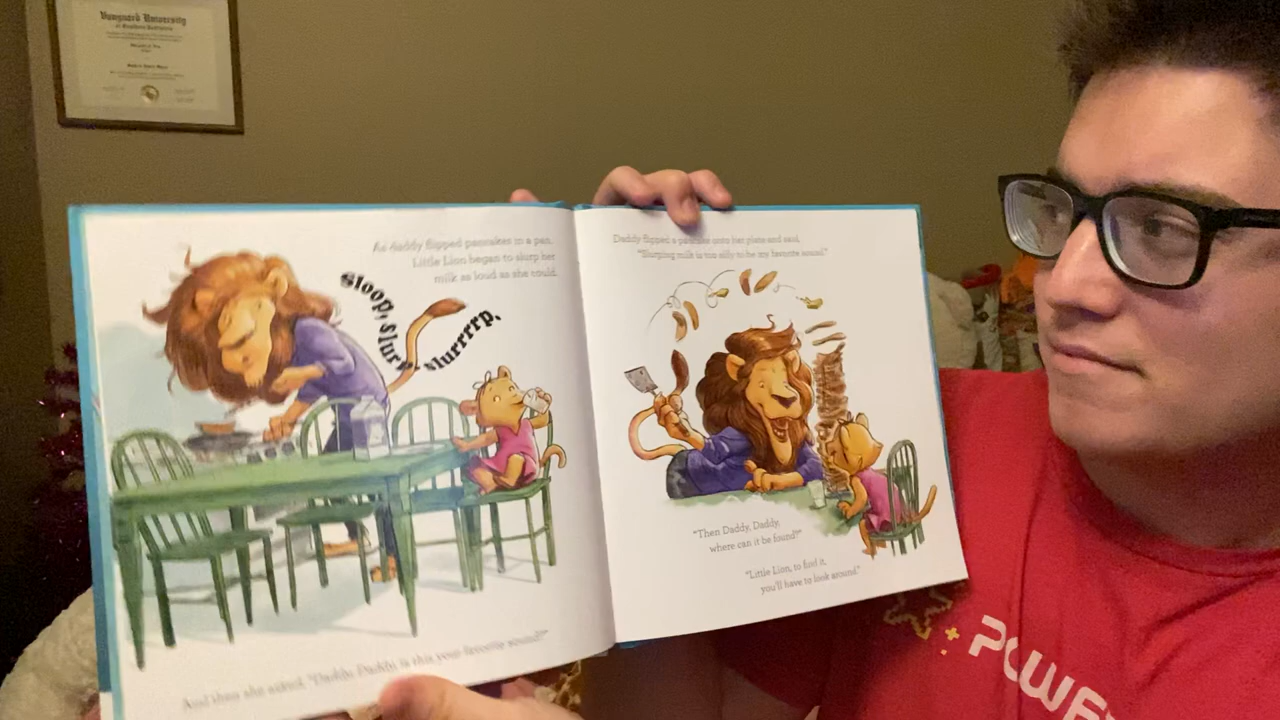 Vanguard University
As daddy flipped pancakes in a pan,
Little Lion began to slurp her
milk as loud as she could.
Sloop, slurp,
slurrrrp,
And then she asked, "Daddy, Daddy, is this your favorite sound?"
Daddy flipped a pancake onto her plate and said,
"Slurping milk is too silly to be my favorite sound."
"Then Daddy, Daddy,
where can it be found?"
"Little Lion, to find it,
you'll have to look around."
POWE